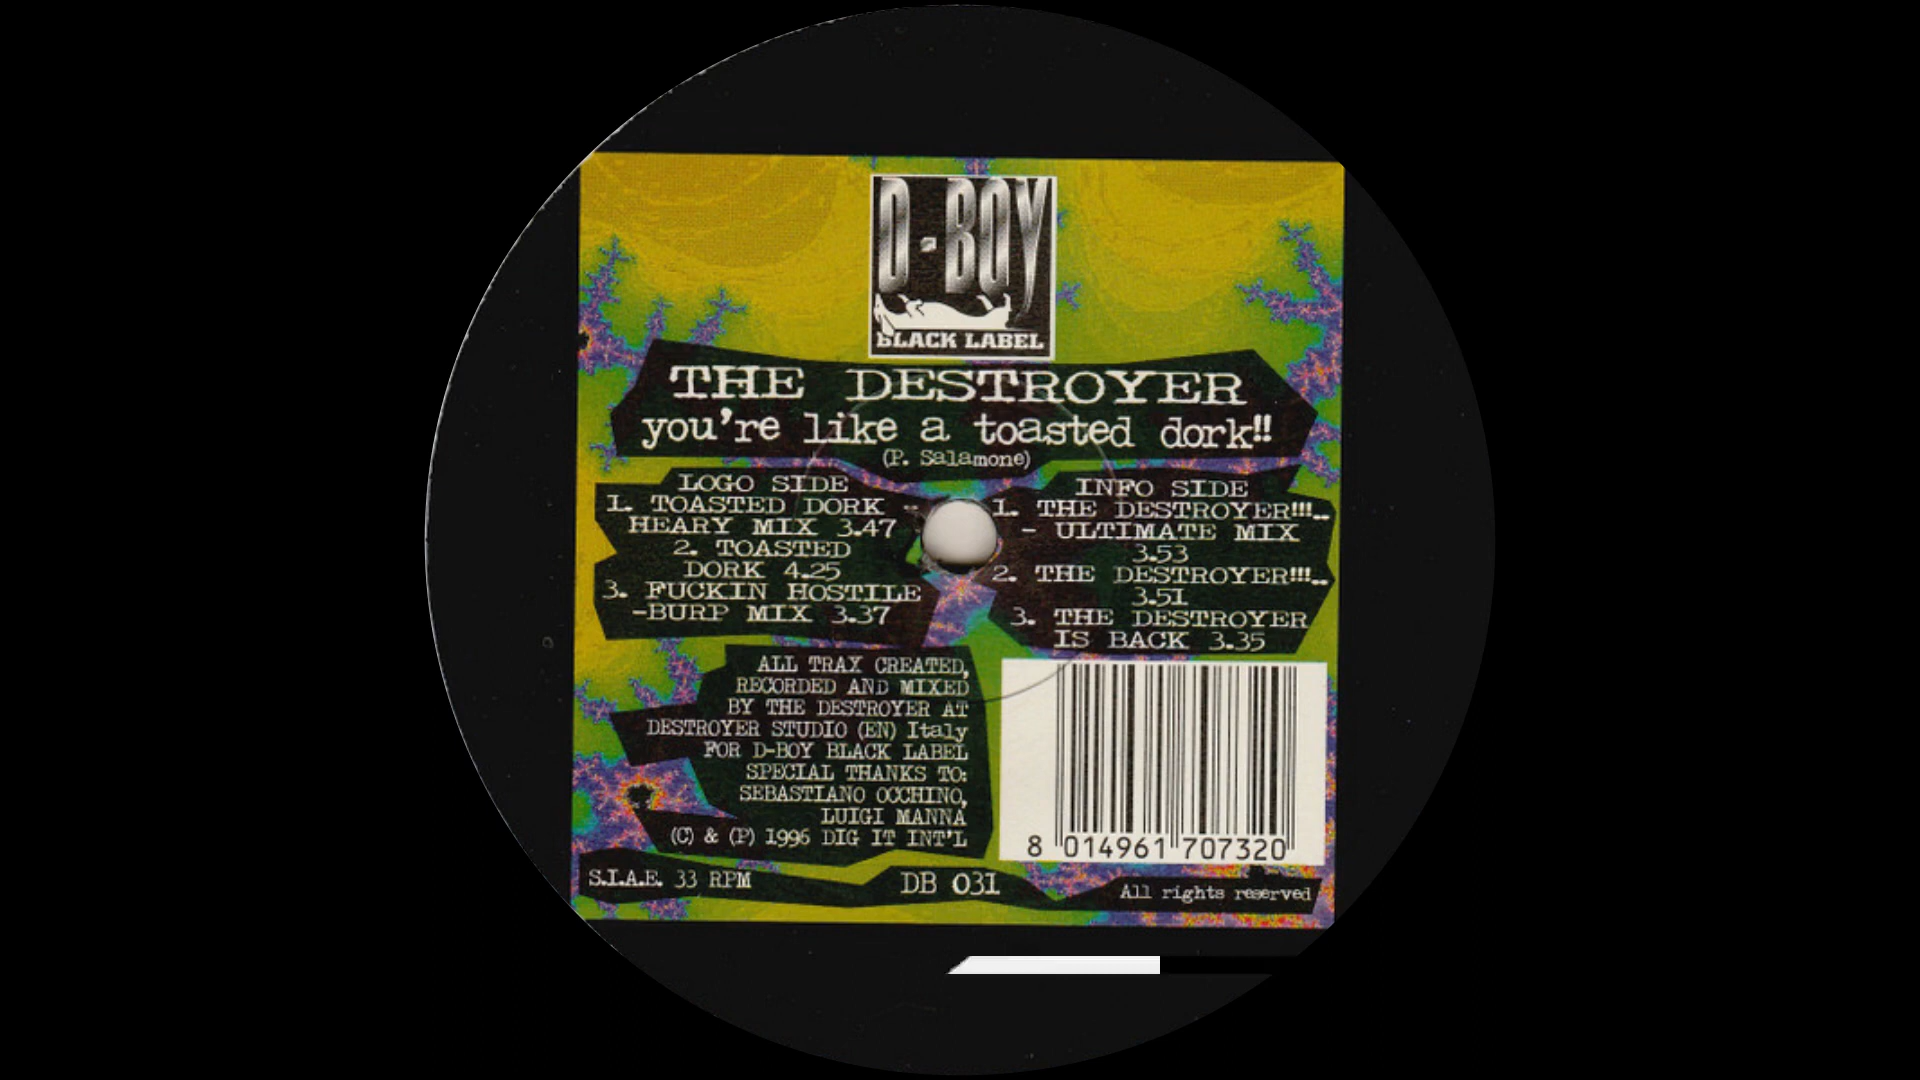 D-BOY
BLACK LABEL
THE DESTROYER
you're like a toasted dork!!
(P. Salamone)
LOGO SIDE
1. TOASTED DORK -
HEARY MIX 3.47
2. TOASTED
DORK 4.25
3. FUCKIN HOSTILE
-BURP MIX 3.37
INFO SIDE
1. THE DESTROYER!!!..
- ULTIMATE MIX
3.53
2. THE DESTROYER!!!..
3.51
3. THE DESTROYER
IS BACK 3.35
ALL TRAX CREATED,
RECORDED AND MIXED
BY THE DESTROYER AT
DESTROYER STUDIO (EN) Italy
FOR D-BOY BLACK LABEL
SPECIAL THANKS TO:
SEBASTIANO OCCHINO,
LUIGI MANNA
(C) & (P) 1996 DIG IT INT'L
8 014961 707320
S.I.A.E. 33 RPM
DB 031
All rights reserved